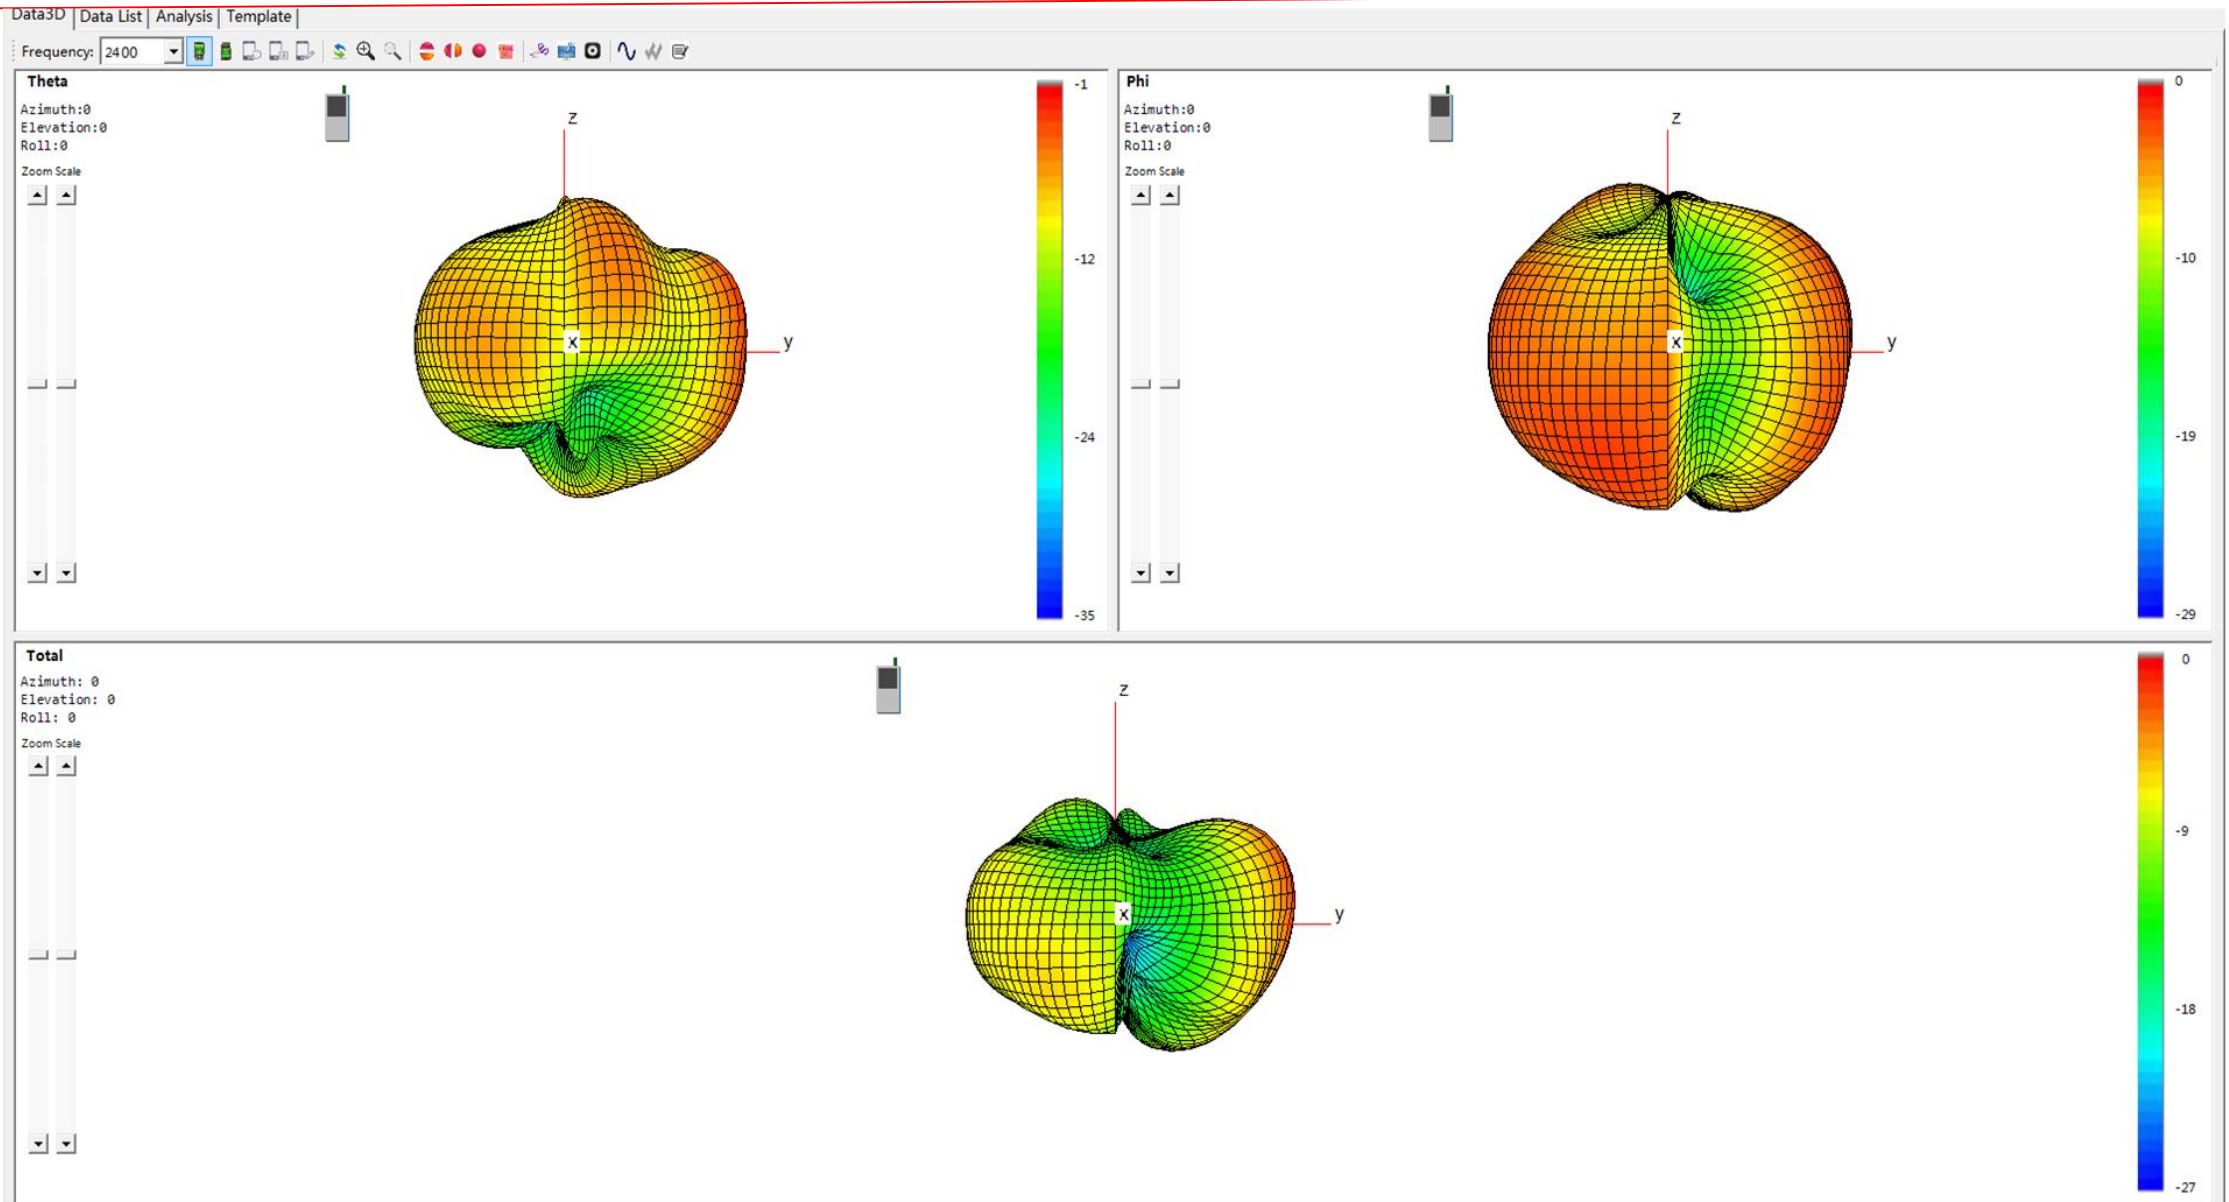 Data3D Data List Analysis Template
Frequency: 2400
Theta
Azimuth:0
Elevation:0
Roll:0
Zoom Scale
z
x
y
-1
-12
-24
-35
Phi
Azimuth:0
Elevation:0
Roll:0
Zoom Scale
z
x
y
0
-10
-19
-29
Total
Azimuth: 0
Elevation: 0
Roll: 0
Zoom Scale
z
x
y
0
-9
-18
-27